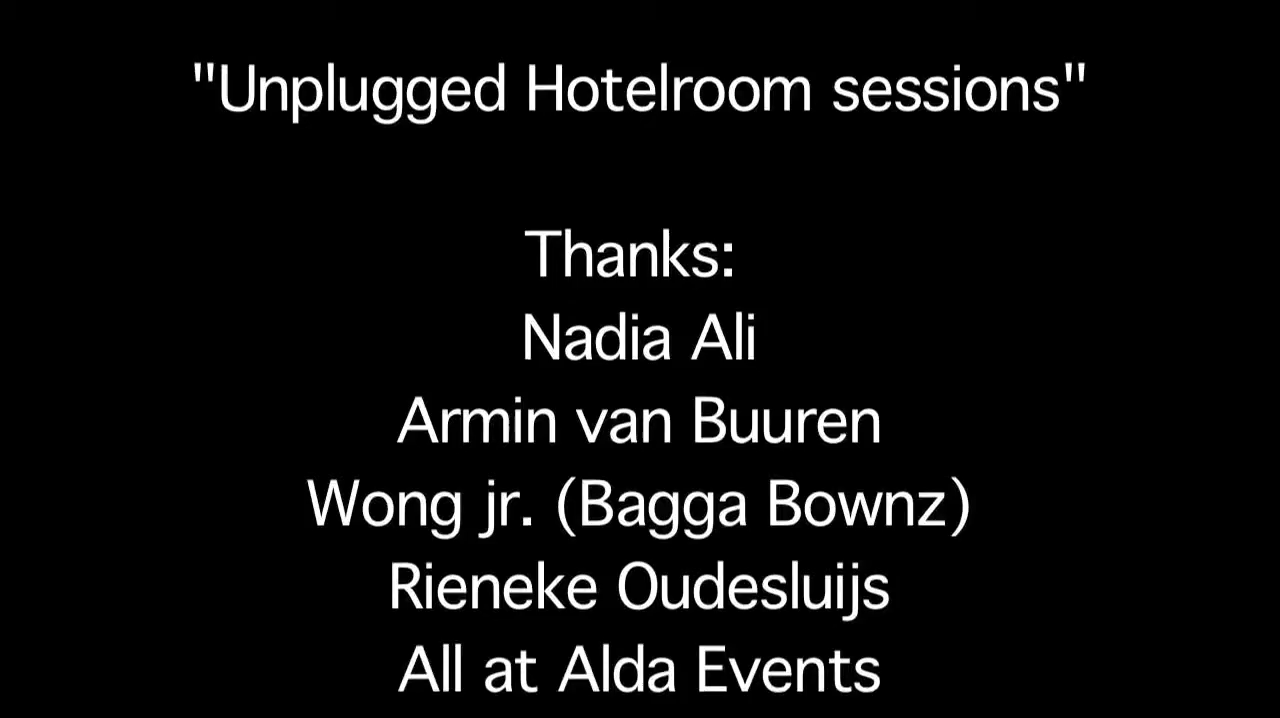 "Unplugged Hotelroom sessions"
Thanks:
Nadia Ali
Armin van Buuren
Wong jr. (Bagga Bownz)
Rieneke Oudesluijs
All at Alda Events